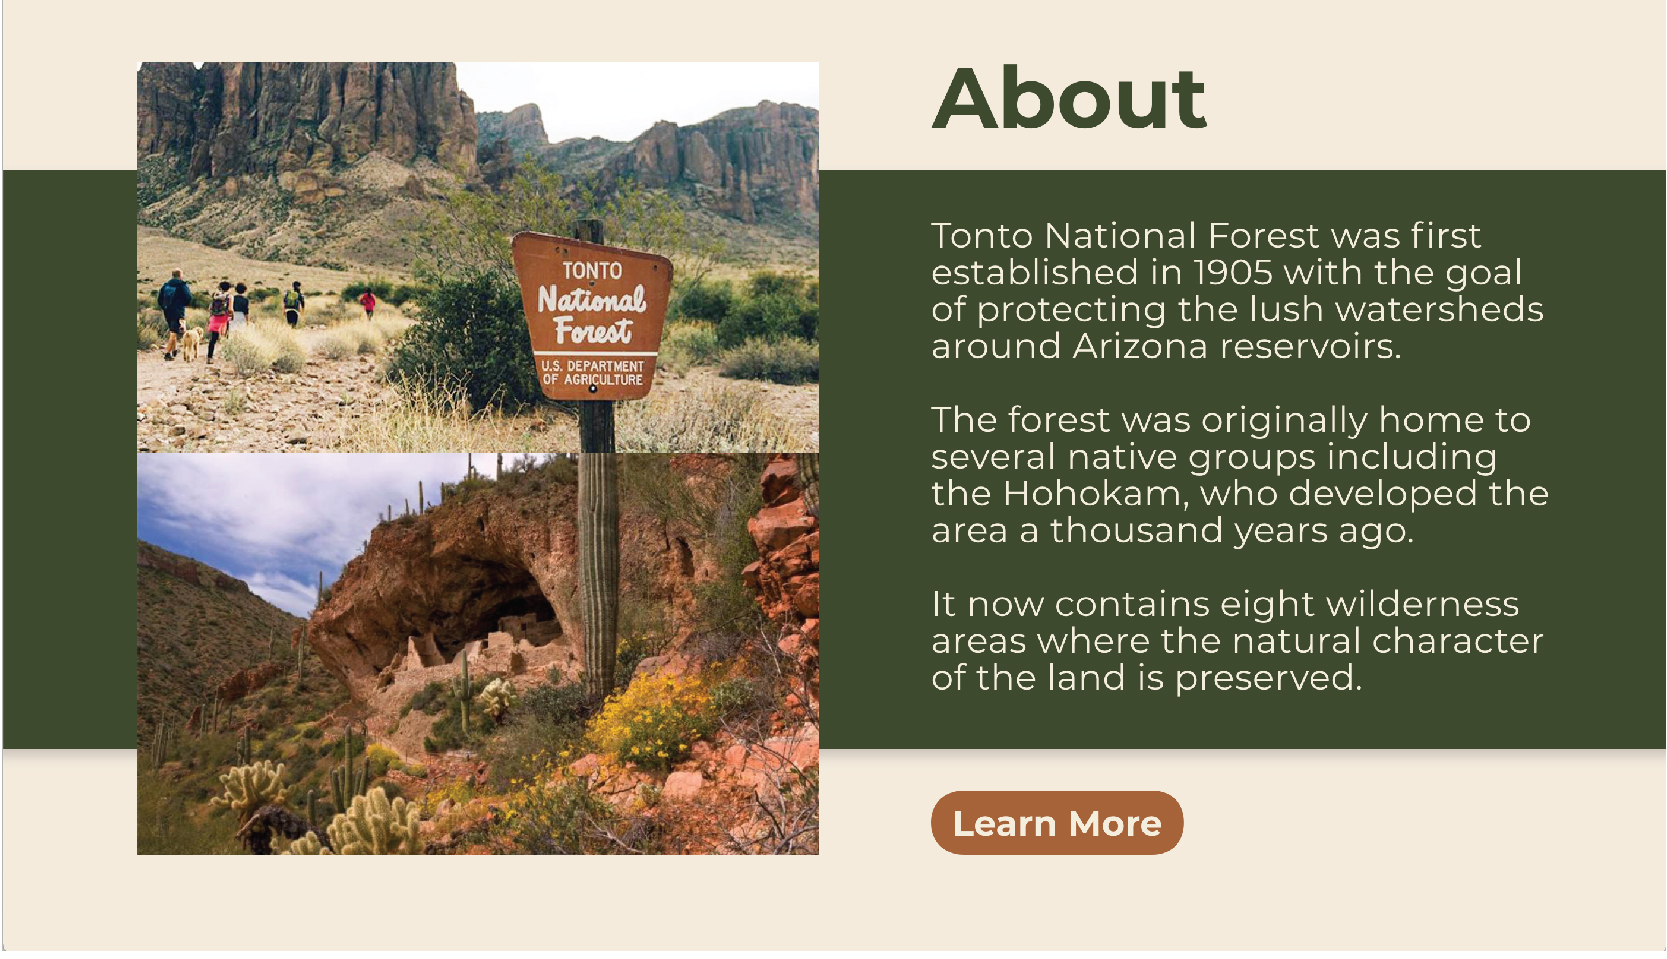 About
TONTO
National
Forest
U.S. DEPARTMENT
OF AGRICULTURE
Tonto National Forest was first
established in 1905 with the goal
of protecting the lush watersheds
around Arizona reservoirs.
The forest was originally home to
several native groups including
the Hohokam, who developed the
area a thousand years ago.
It now contains eight wilderness
areas where the natural character
of the land is preserved.
Learn More